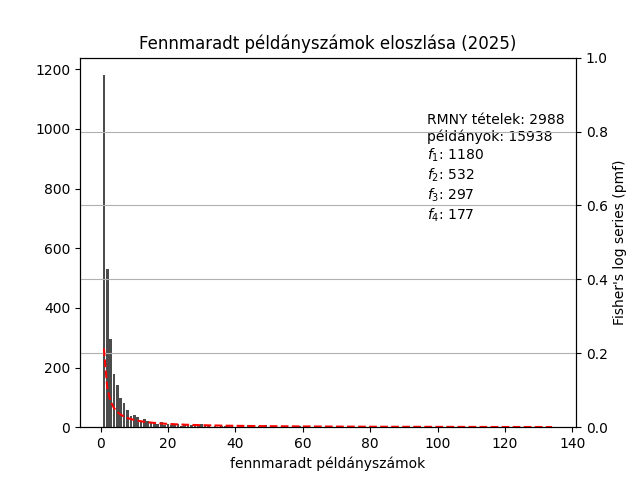 Fennmaradt példányszámok eloszlása (2025)
1200
1000
800
600
400
200
0
1.0
0.8
0.6
0.4
0.2
0.0
RMNY tételek: 2988
példányok: 15938
f₁: 1180
f₂: 532
f₃: 297
f₄: 177
Fisher's log series (pmf)
0 20 40 60 80 100 120 140
fennmaradt példányszámok